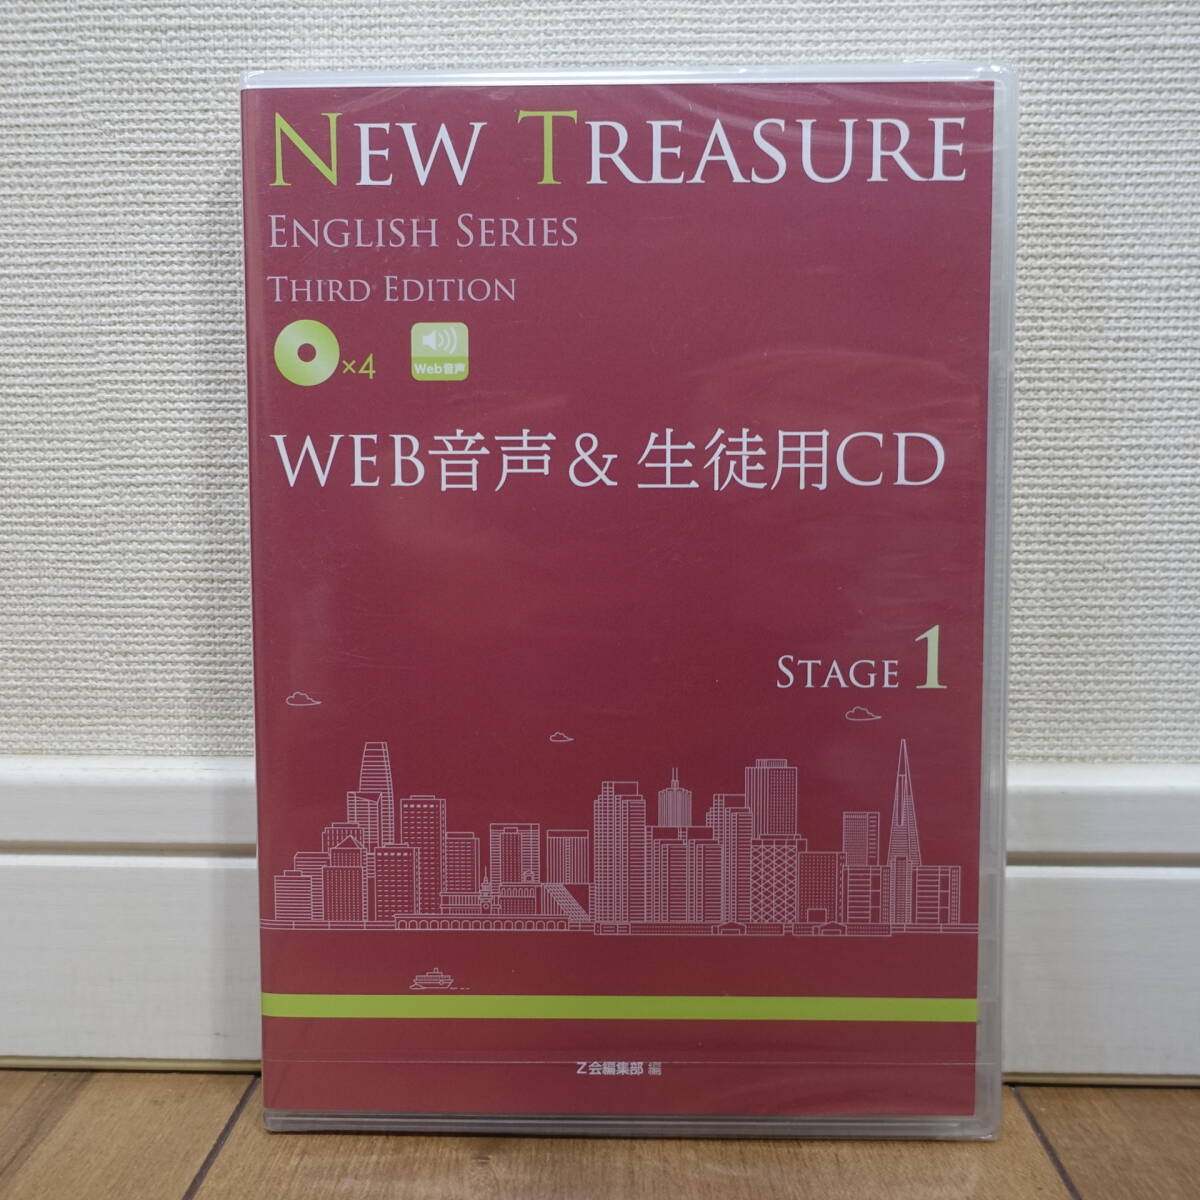 NEW TREASURE
ENGLISH SERIES
THIRD EDITION
×4
Web音声
WEB音声 & 生徒用CD
STAGE 1
Z会編集部 編